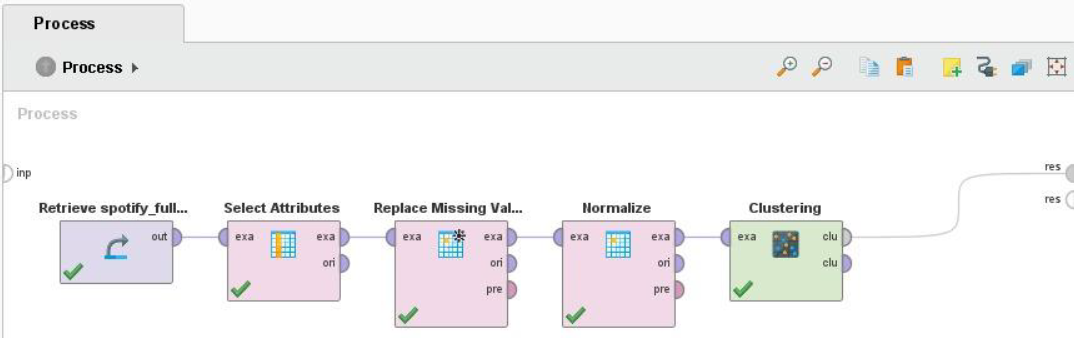 Process
Process
Process
inp
res
res
Retrieve spotify_full...
out
Select Attributes
exa
exa
ori
Replace Missing Val...
exa
exa
ori
pre
Normalize
exa
exa
ori
pre
Clustering
exa
clu
clu